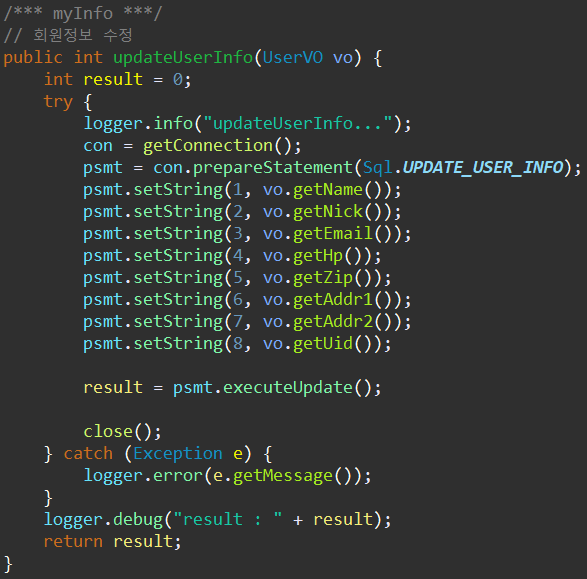 /*** myInfo ***/
// 회원정보 수정
public int updateUserInfo(UserVO vo) {
    int result = 0;
    try {
        logger.info("updateUserInfo...");
        con = getConnection();
        psmt = con.prepareStatement(Sql.UPDATE_USER_INFO);
        psmt.setString(1, vo.getName());
        psmt.setString(2, vo.getNick());
        psmt.setString(3, vo.getEmail());
        psmt.setString(4, vo.getHp());
        psmt.setString(5, vo.getZip());
        psmt.setString(6, vo.getAddr1());
        psmt.setString(7, vo.getAddr2());
        psmt.setString(8, vo.getUid());

        result = psmt.executeUpdate();

        close();
    } catch (Exception e) {
        logger.error(e.getMessage());
    }
    logger.debug("result : " + result);
    return result;
}